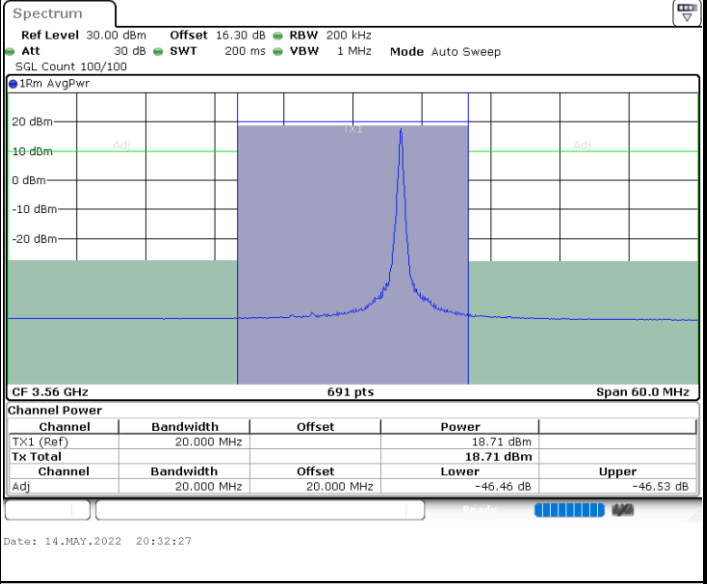 Spectrum
Ref Level 30.00 dBm Offset 16.30 dB RBW 200 kHz
Att 30 dB SWT 200 ms VBW 1 MHz Mode Auto Sweep
SGL Count 100/100
1Rm AvgPwr
20 dBm
TX1
Adj
Adj
10 dBm
0 dBm
-10 dBm
-20 dBm
CF 3.56 GHz 691 pts Span 60.0 MHz
Channel Power
Channel Bandwidth Offset Power
TX1 (Ref) 20.000 MHz 18.71 dBm
Tx Total 18.71 dBm
Channel Bandwidth Offset Lower Upper
Adj 20.000 MHz 20.000 MHz -46.46 dB -46.53 dB
Ready
Date: 14.MAY.2022 20:32:27